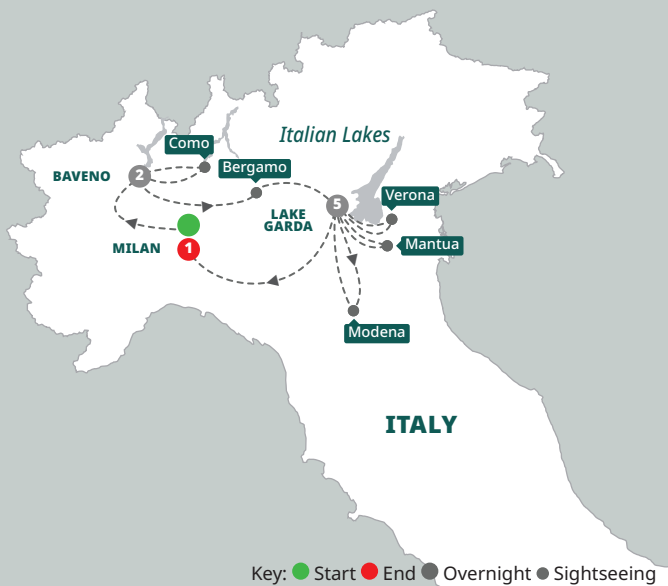 Italian Lakes
Como
BAVENO
2
Bergamo
Verona
5
LAKE
GARDA
Mantua
MILAN
1
Modena
ITALY
Key: Start End Overnight Sightseeing